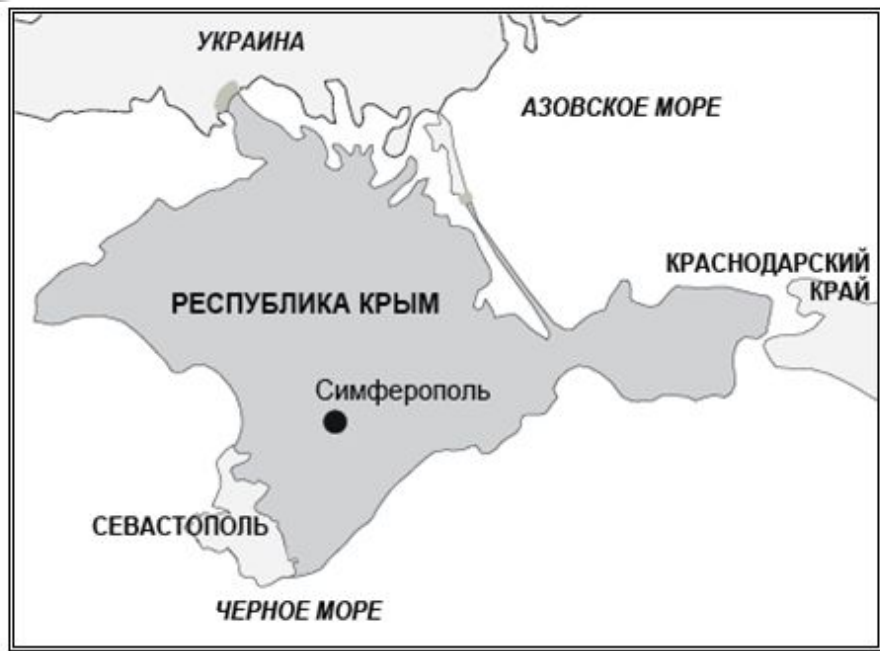 УКРАИНА
АЗОВСКОЕ МОРЕ
КРАСНОДАРСКИЙ
КРАЙ
РЕСПУБЛИКА КРЫМ
Симферополь
СЕВАСТОПОЛЬ
ЧЕРНОЕ МОРЕ